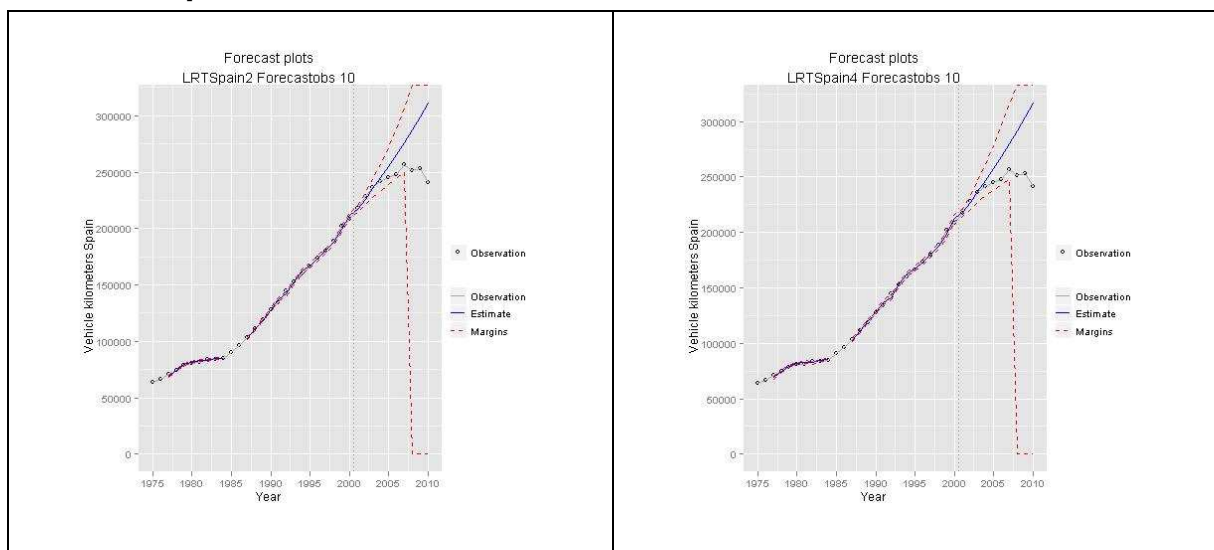 Forecast plots
LRTSpain2 Forecastobs 10
Vehicle kilometers Spain
300000
250000
200000
150000
100000
50000
0
1975 1980 1985 1990 1995 2000 2005 2010
Year
Observation
Observation
Estimate
Margins
Forecast plots
LRTSpain4 Forecastobs 10
Vehicle kilometers Spain
300000
250000
200000
150000
100000
50000
0
1975 1980 1985 1990 1995 2000 2005 2010
Year
Observation
Observation
Estimate
Margins